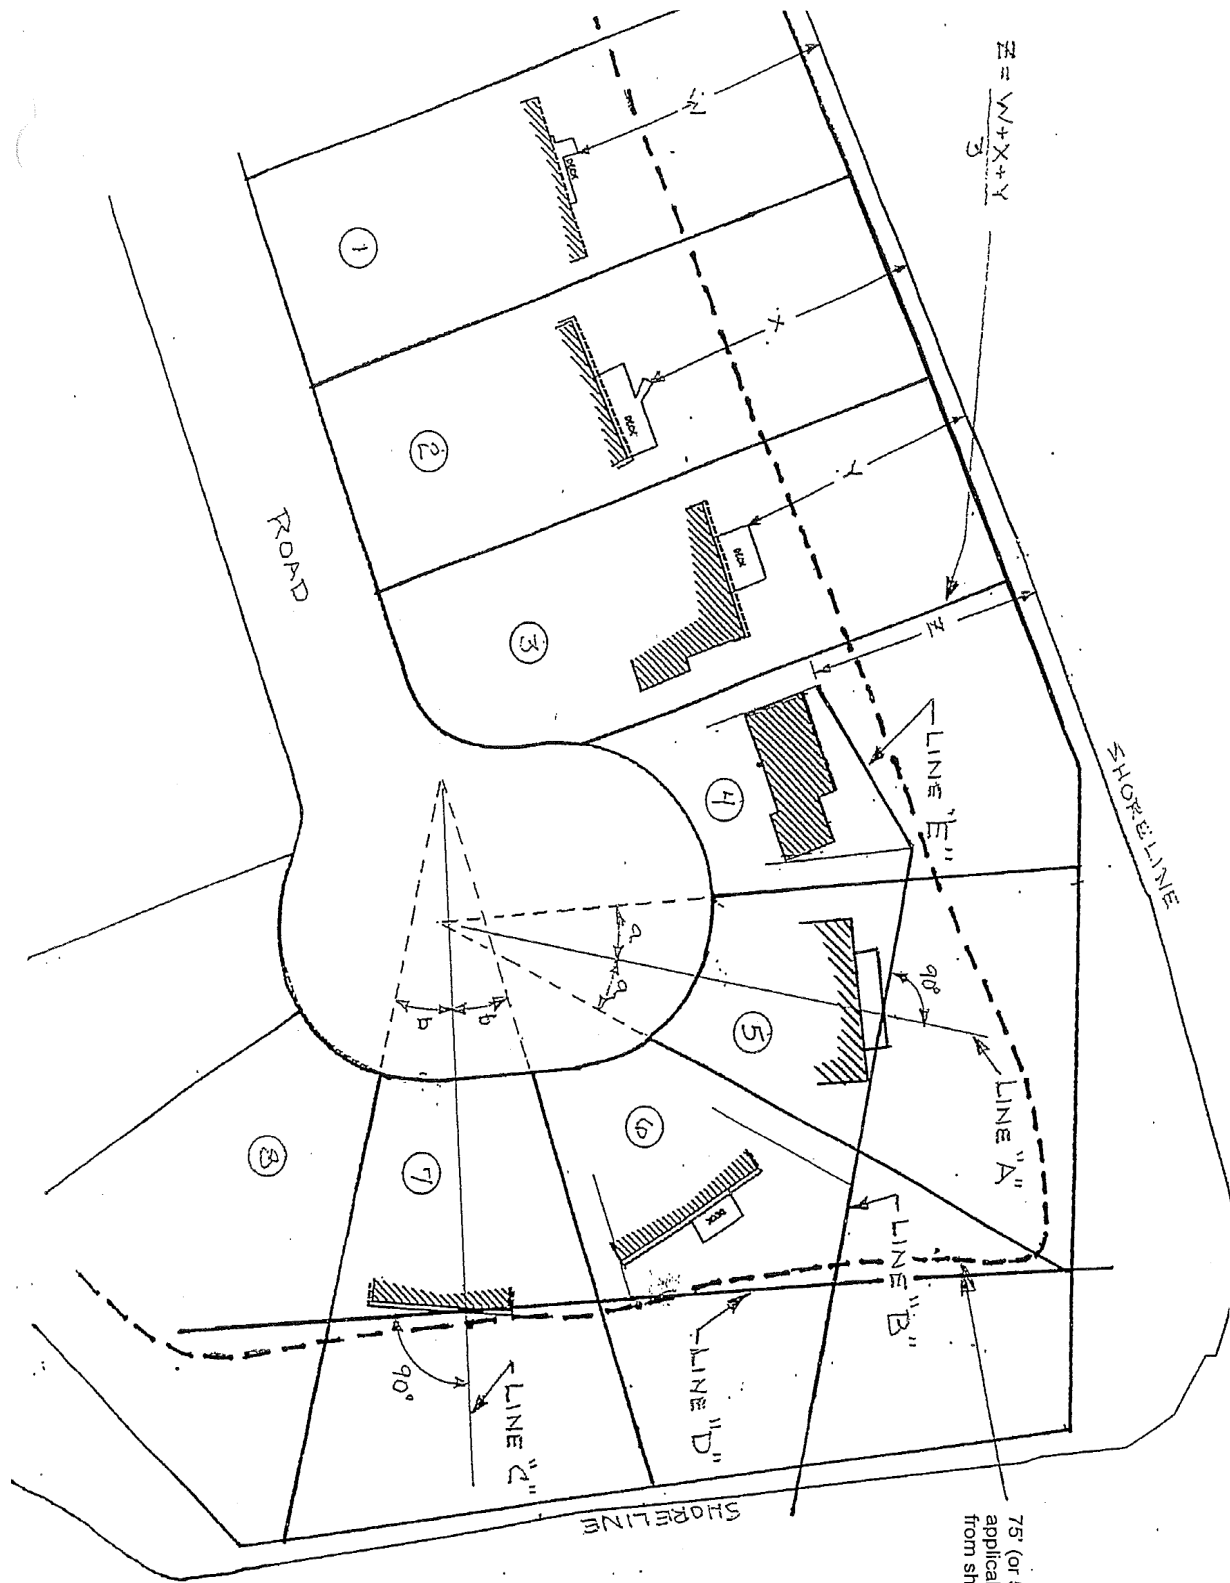 Z = W+X+Y
3
W
DECK
1
X
DECK
2
Y
DECK
3
Z
ROAD
LINE "E"
SHORELINE
4
a
a
90°
5
LINE "A"
b
b
6
DECK
LINE "B"
7
8
LINE "D"
90°
LINE "C"
SHORELINE
75' (or
applica
from sh